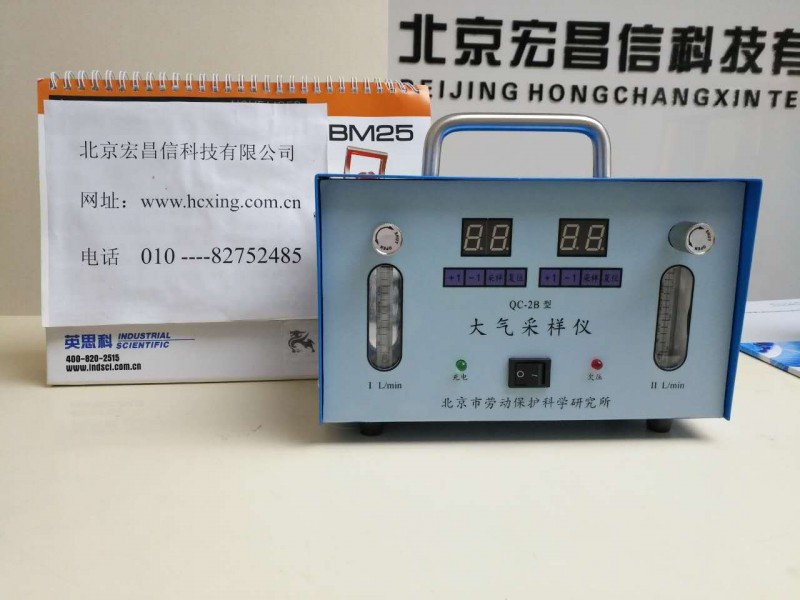 北京宏昌信科技有
BEIJING HONGCHANGXIN TE
BM25
北京宏昌信科技有限公司
网址：www.hcxing.com.cn
电话 010 ----82752485
英思科 INDUSTRIAL SCIENTIFIC
400-820-2515
www.indsci.com.cn
88 88
+1 -1 采样 复位 +1 -1 采样 复位
QC-2B 型
大气采样仪
充电 欠压
I L/min II L/min
北京市劳动保护科学研究所